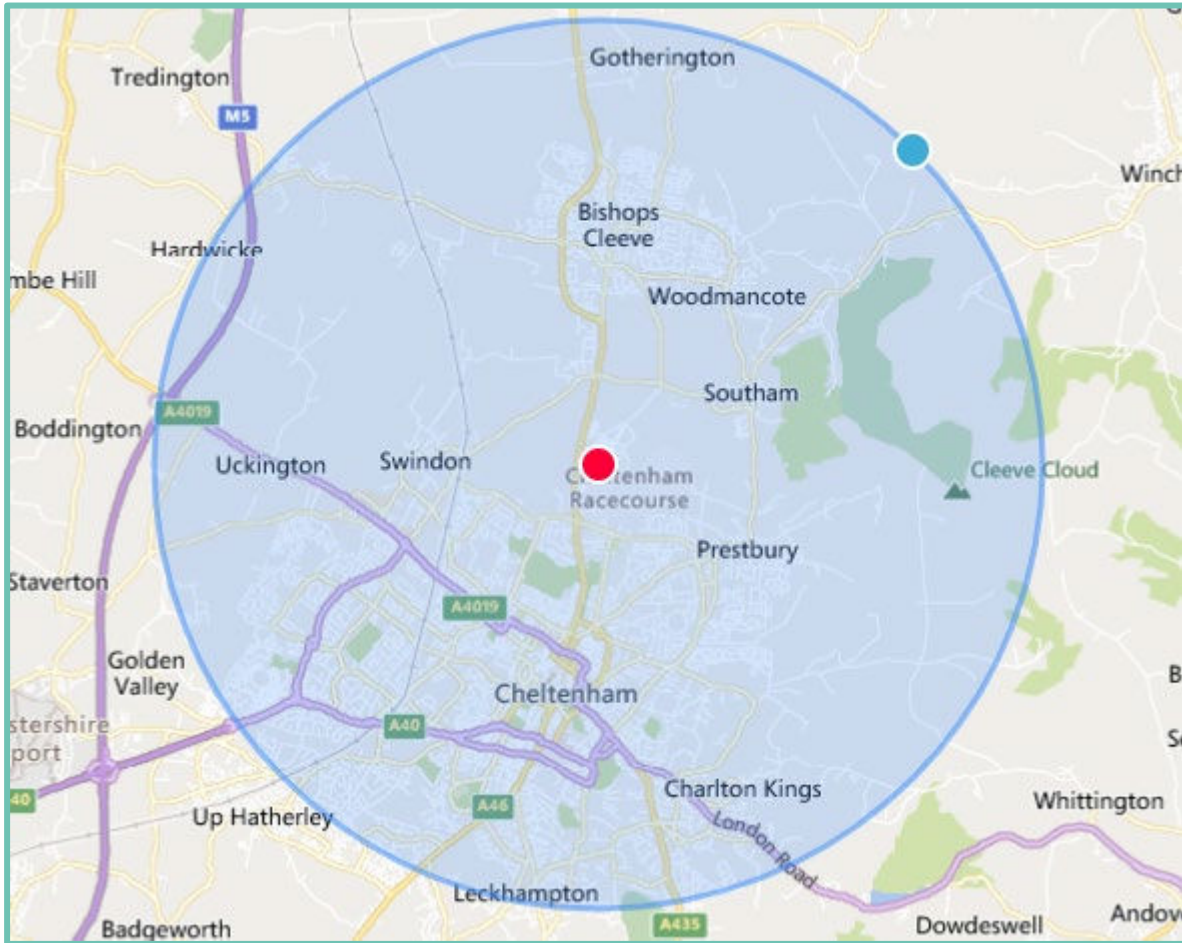 Gotherington
Tredington
M5
Winch
Bishops
Cleeve
Hardwicke
mbe Hill
Woodmancote
Southam
A4019
Boddington
Uckington
Swindon
Cleeve Cloud
Cheltenham
Racecourse
Prestbury
Staverton
A4019
Golden
Valley
Cheltenham
stershire
port
A40
40
Charlton Kings
Whittington
A46
Up Hatherley
London Road
Leckhampton
A435
Dowdeswell
Andove
Badgeworth